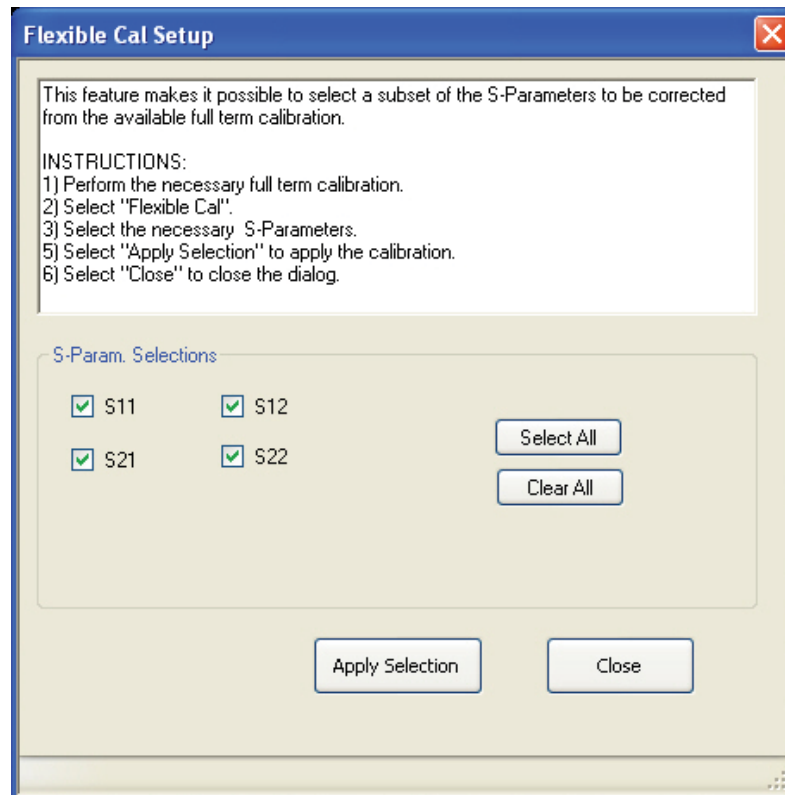 Flexible Cal Setup
This feature makes it possible to select a subset of the S-Parameters to be corrected
from the available full term calibration.
INSTRUCTIONS:
1) Perform the necessary full term calibration.
2) Select "Flexible Cal".
3) Select the necessary  S-Parameters.
5) Select "Apply Selection" to apply the calibration.
6) Select "Close" to close the dialog.
S-Param. Selections
S11
S12
S21
S22
Select All
Clear All
Apply Selection
Close